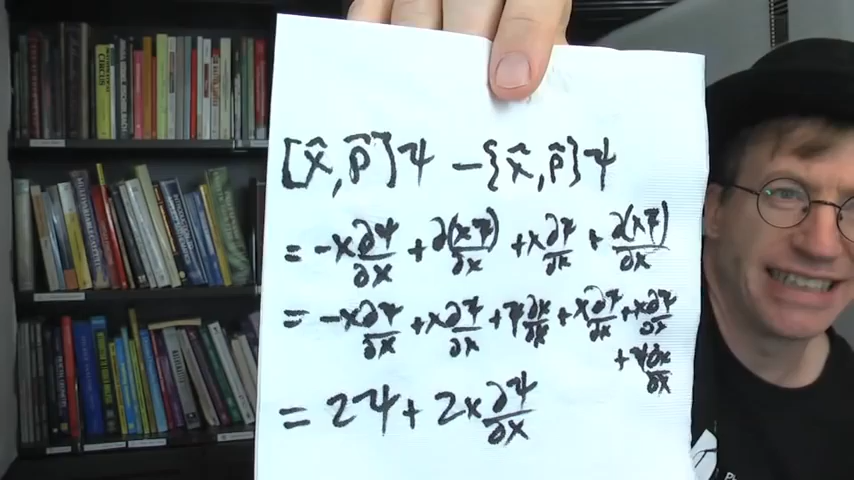 [x̂, p̂]Ψ - {x̂, p̂}Ψ
= -x ∂Ψ/∂x + ∂(xΨ)/∂x + x ∂Ψ/∂x + ∂(xΨ)/∂x
= -x ∂Ψ/∂x + x ∂Ψ/∂x + Ψ ∂x/∂x + x ∂Ψ/∂x + x ∂Ψ/∂x
+ Ψ ∂x/∂x
= 2Ψ + 2x ∂Ψ/∂x